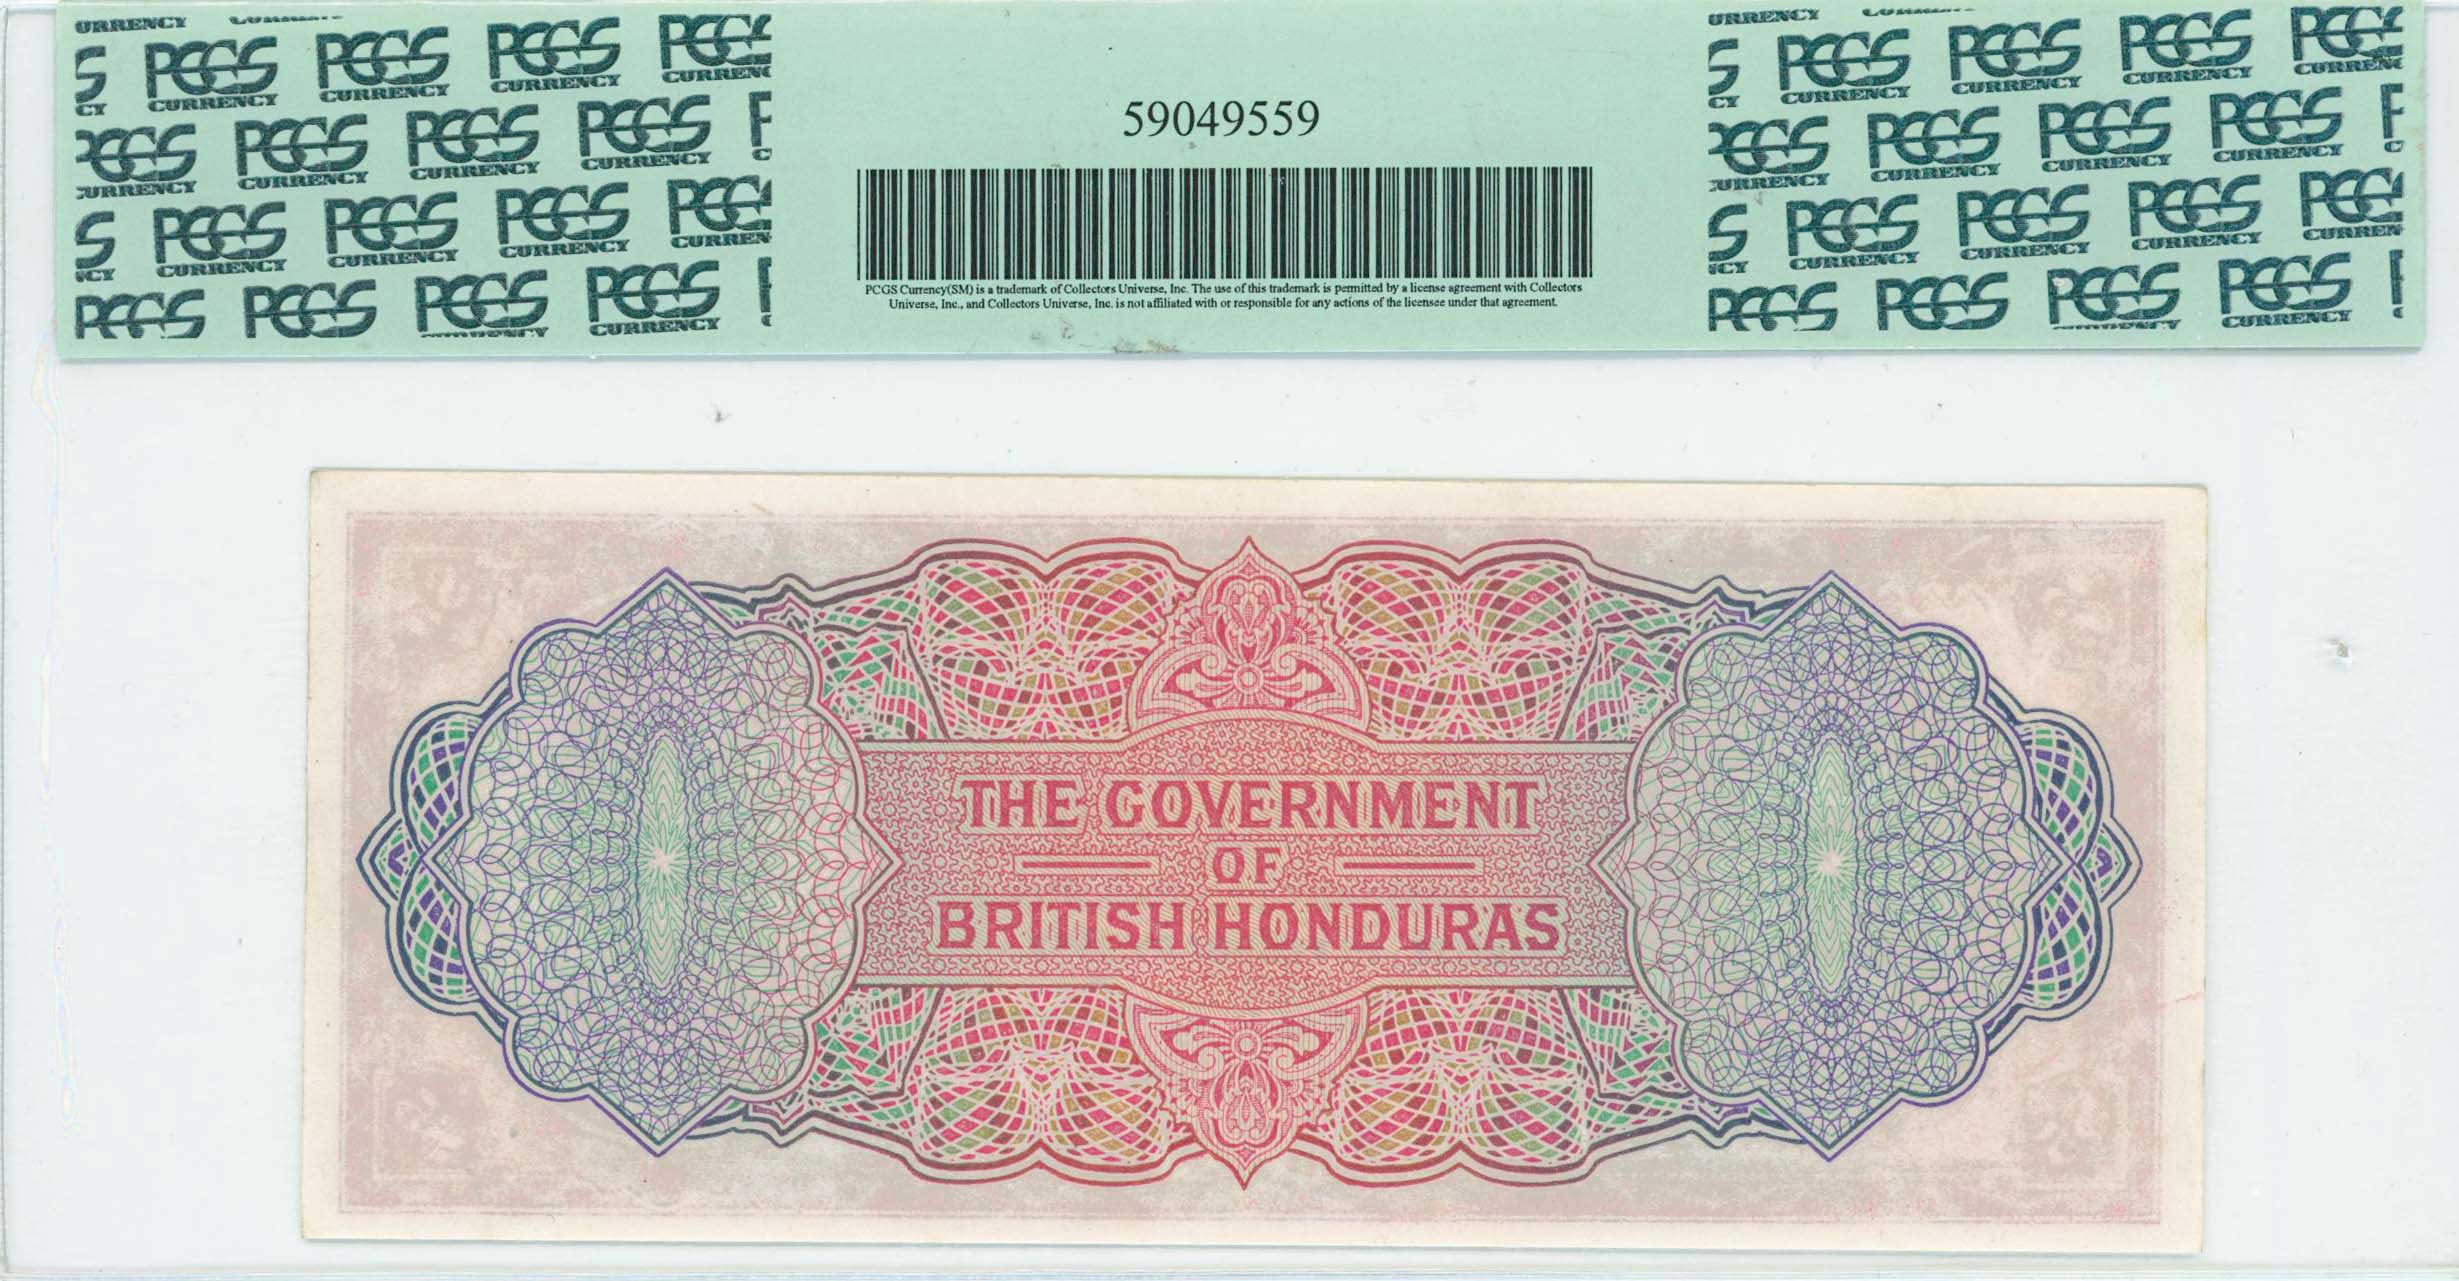 59049559
PCGS Currency(SM) is a trademark of Collectors Universe, Inc. The use of this trademark is permitted by a license agreement with Collectors
Universe, Inc., and Collectors Universe, Inc. is not affiliated with or responsible for any actions of the licensee under that agreement.
PCGS CURRENCY
THE GOVERNMENT
OF
BRITISH HONDURAS